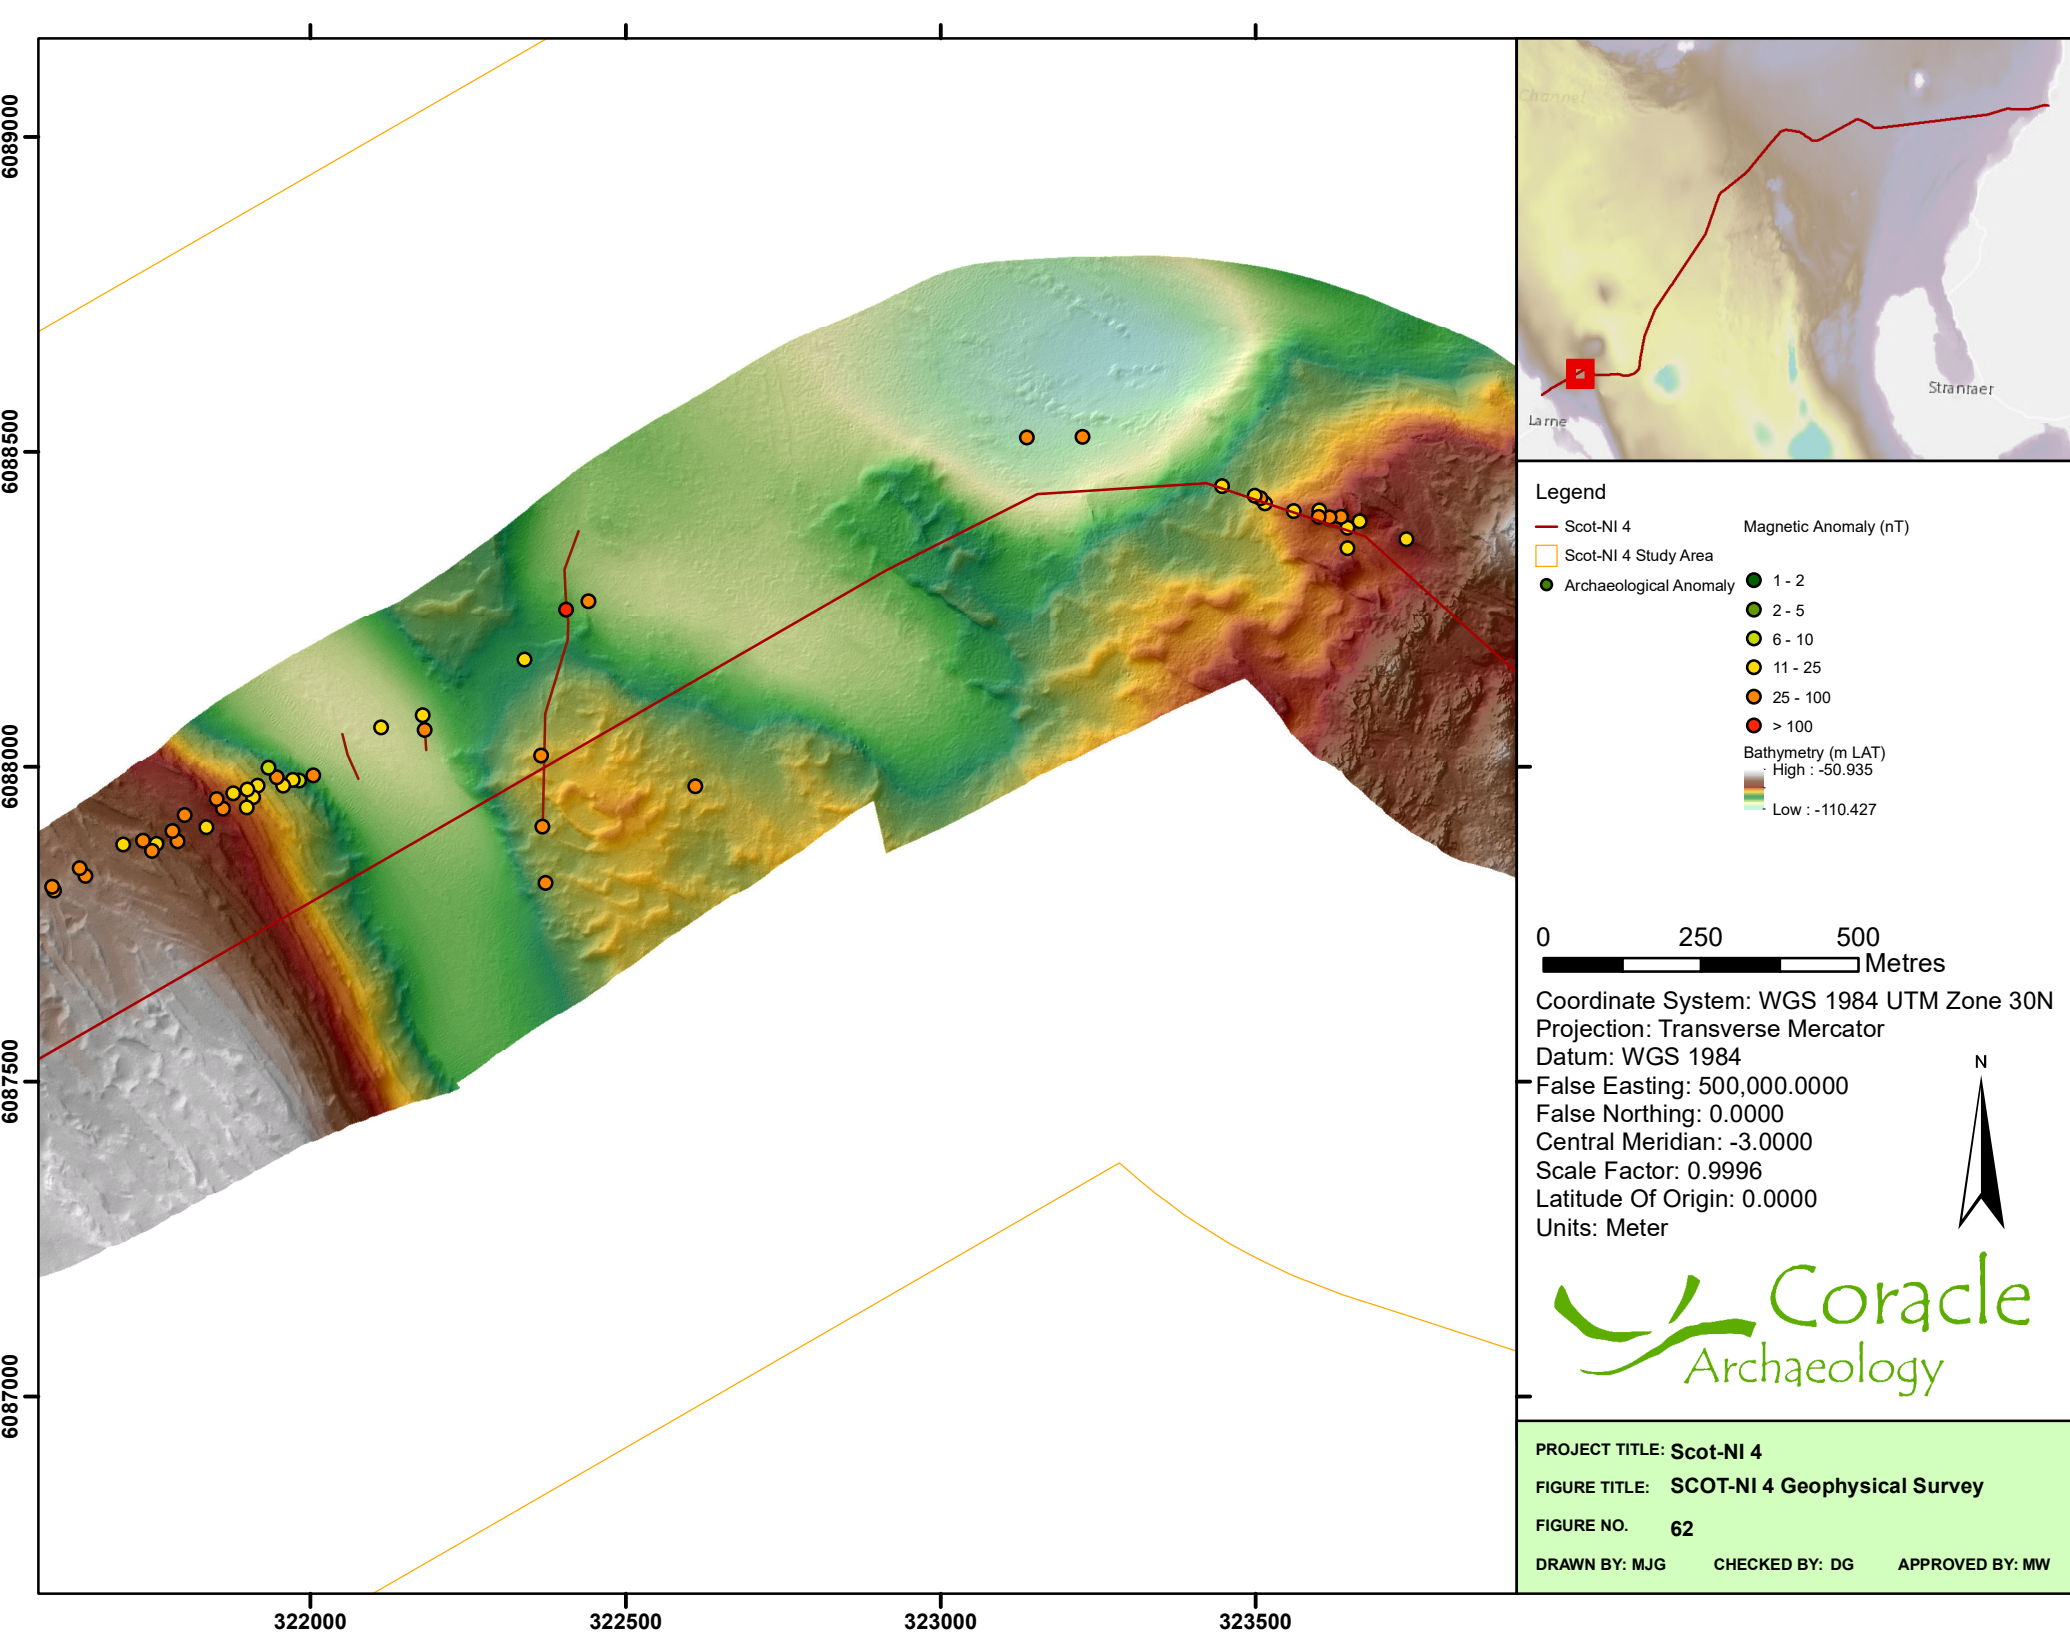 6089000
6088500
6088000
6087500
6087000
322000
322500
323000
323500
Channel
Stranraer
Larne
Legend
Scot-NI 4
Scot-NI 4 Study Area
Archaeological Anomaly
Magnetic Anomaly (nT)
1 - 2
2 - 5
6 - 10
11 - 25
25 - 100
> 100
Bathymetry (m LAT)
High : -50.935
Low : -110.427
0 250 500
Metres
Coordinate System: WGS 1984 UTM Zone 30N
Projection: Transverse Mercator
Datum: WGS 1984
False Easting: 500,000.0000
False Northing: 0.0000
Central Meridian: -3.0000
Scale Factor: 0.9996
Latitude Of Origin: 0.0000
Units: Meter
N
Coracle
Archaeology
PROJECT TITLE: Scot-NI 4
FIGURE TITLE: SCOT-NI 4 Geophysical Survey
FIGURE NO. 62
DRAWN BY: MJG CHECKED BY: DG APPROVED BY: MW